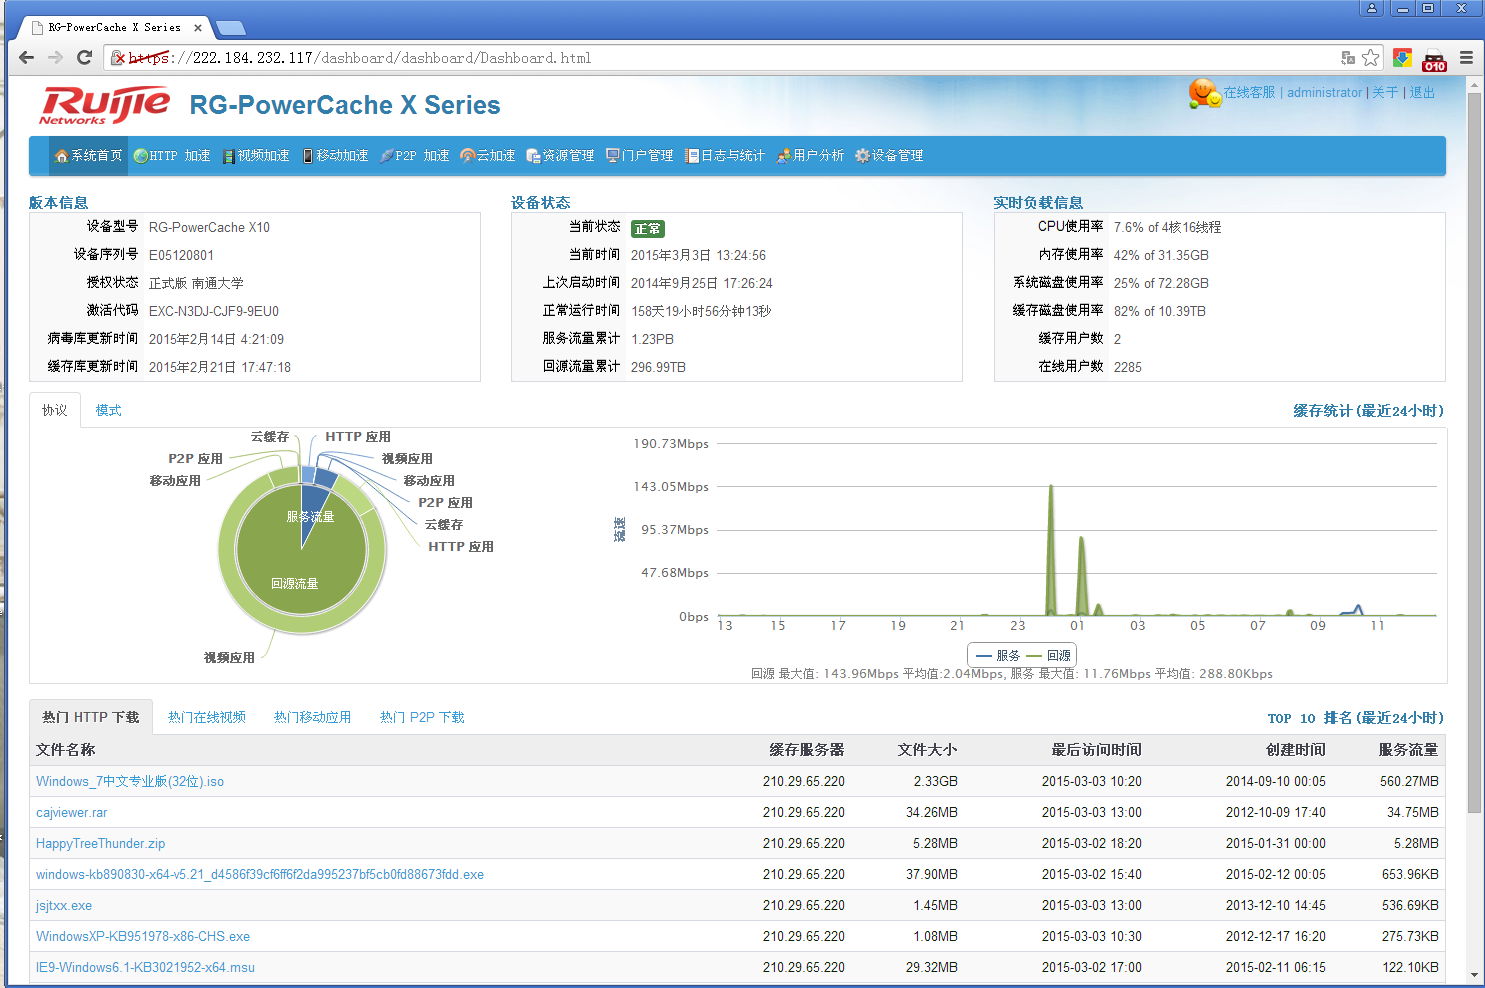 RG-PowerCache X Series
https://222.184.232.117/dashboard/dashboard/Dashboard.html
010
Ruijie Networks RG-PowerCache X Series
在线客服 | administrator | 关于 | 退出
系统首页 HTTP 加速 视频加速 移动加速 P2P 加速 云加速 资源管理 门户管理 日志与统计 用户分析 设备管理
版本信息
设备型号 RG-PowerCache X10
设备序列号 E05120801
授权状态 正式版 南通大学
激活代码 EXC-N3DJ-CJF9-9EU0
病毒库更新时间 2015年2月14日 4:21:09
缓存库更新时间 2015年2月21日 17:47:18
设备状态
当前状态 正常
当前时间 2015年3月3日 13:24:56
上次启动时间 2014年9月25日 17:26:24
正常运行时间 158天19小时56分钟13秒
服务流量累计 1.23PB
回源流量累计 296.99TB
实时负载信息
CPU使用率 7.6% of 4核16线程
内存使用率 42% of 31.35GB
系统磁盘使用率 25% of 72.28GB
缓存磁盘使用率 82% of 10.39TB
缓存用户数 2
在线用户数 2285
协议 模式
缓存统计(最近24小时)
云缓存 HTTP 应用
P2P 应用 视频应用
移动应用 移动应用
P2P 应用
云缓存
HTTP 应用
服务流量
回源流量
视频应用
190.73Mbps
143.05Mbps
95.37Mbps
47.68Mbps
0bps
流速
13 15 17 19 21 23 01 03 05 07 09 11
服务 回源
回源 最大值: 143.96Mbps 平均值:2.04Mbps, 服务 最大值: 11.76Mbps 平均值: 288.80Kbps
热门 HTTP 下载 热门在线视频 热门移动应用 热门 P2P 下载
TOP 10 排名(最近24小时)
文件名称 缓存服务器 文件大小 最后访问时间 创建时间 服务流量
Windows_7中文专业版(32位).iso 210.29.65.220 2.33GB 2015-03-03 10:20 2014-09-10 00:05 560.27MB
cajviewer.rar 210.29.65.220 34.26MB 2015-03-03 13:00 2012-10-09 17:40 34.75MB
HappyTreeThunder.zip 210.29.65.220 5.28MB 2015-03-02 18:20 2015-01-31 00:00 5.28MB
windows-kb890830-x64-v5.21_d4586f39cf6ff6f2da995237bf5cb0fd88673fdd.exe 210.29.65.220 37.90MB 2015-03-02 15:40 2015-02-12 00:05 653.96KB
jsjtxx.exe 210.29.65.220 1.45MB 2015-03-03 13:00 2013-12-10 14:45 536.69KB
WindowsXP-KB951978-x86-CHS.exe 210.29.65.220 1.08MB 2015-03-03 10:30 2012-12-17 16:20 275.73KB
IE9-Windows6.1-KB3021952-x64.msu 210.29.65.220 29.32MB 2015-03-02 17:00 2015-02-11 06:15 122.10KB